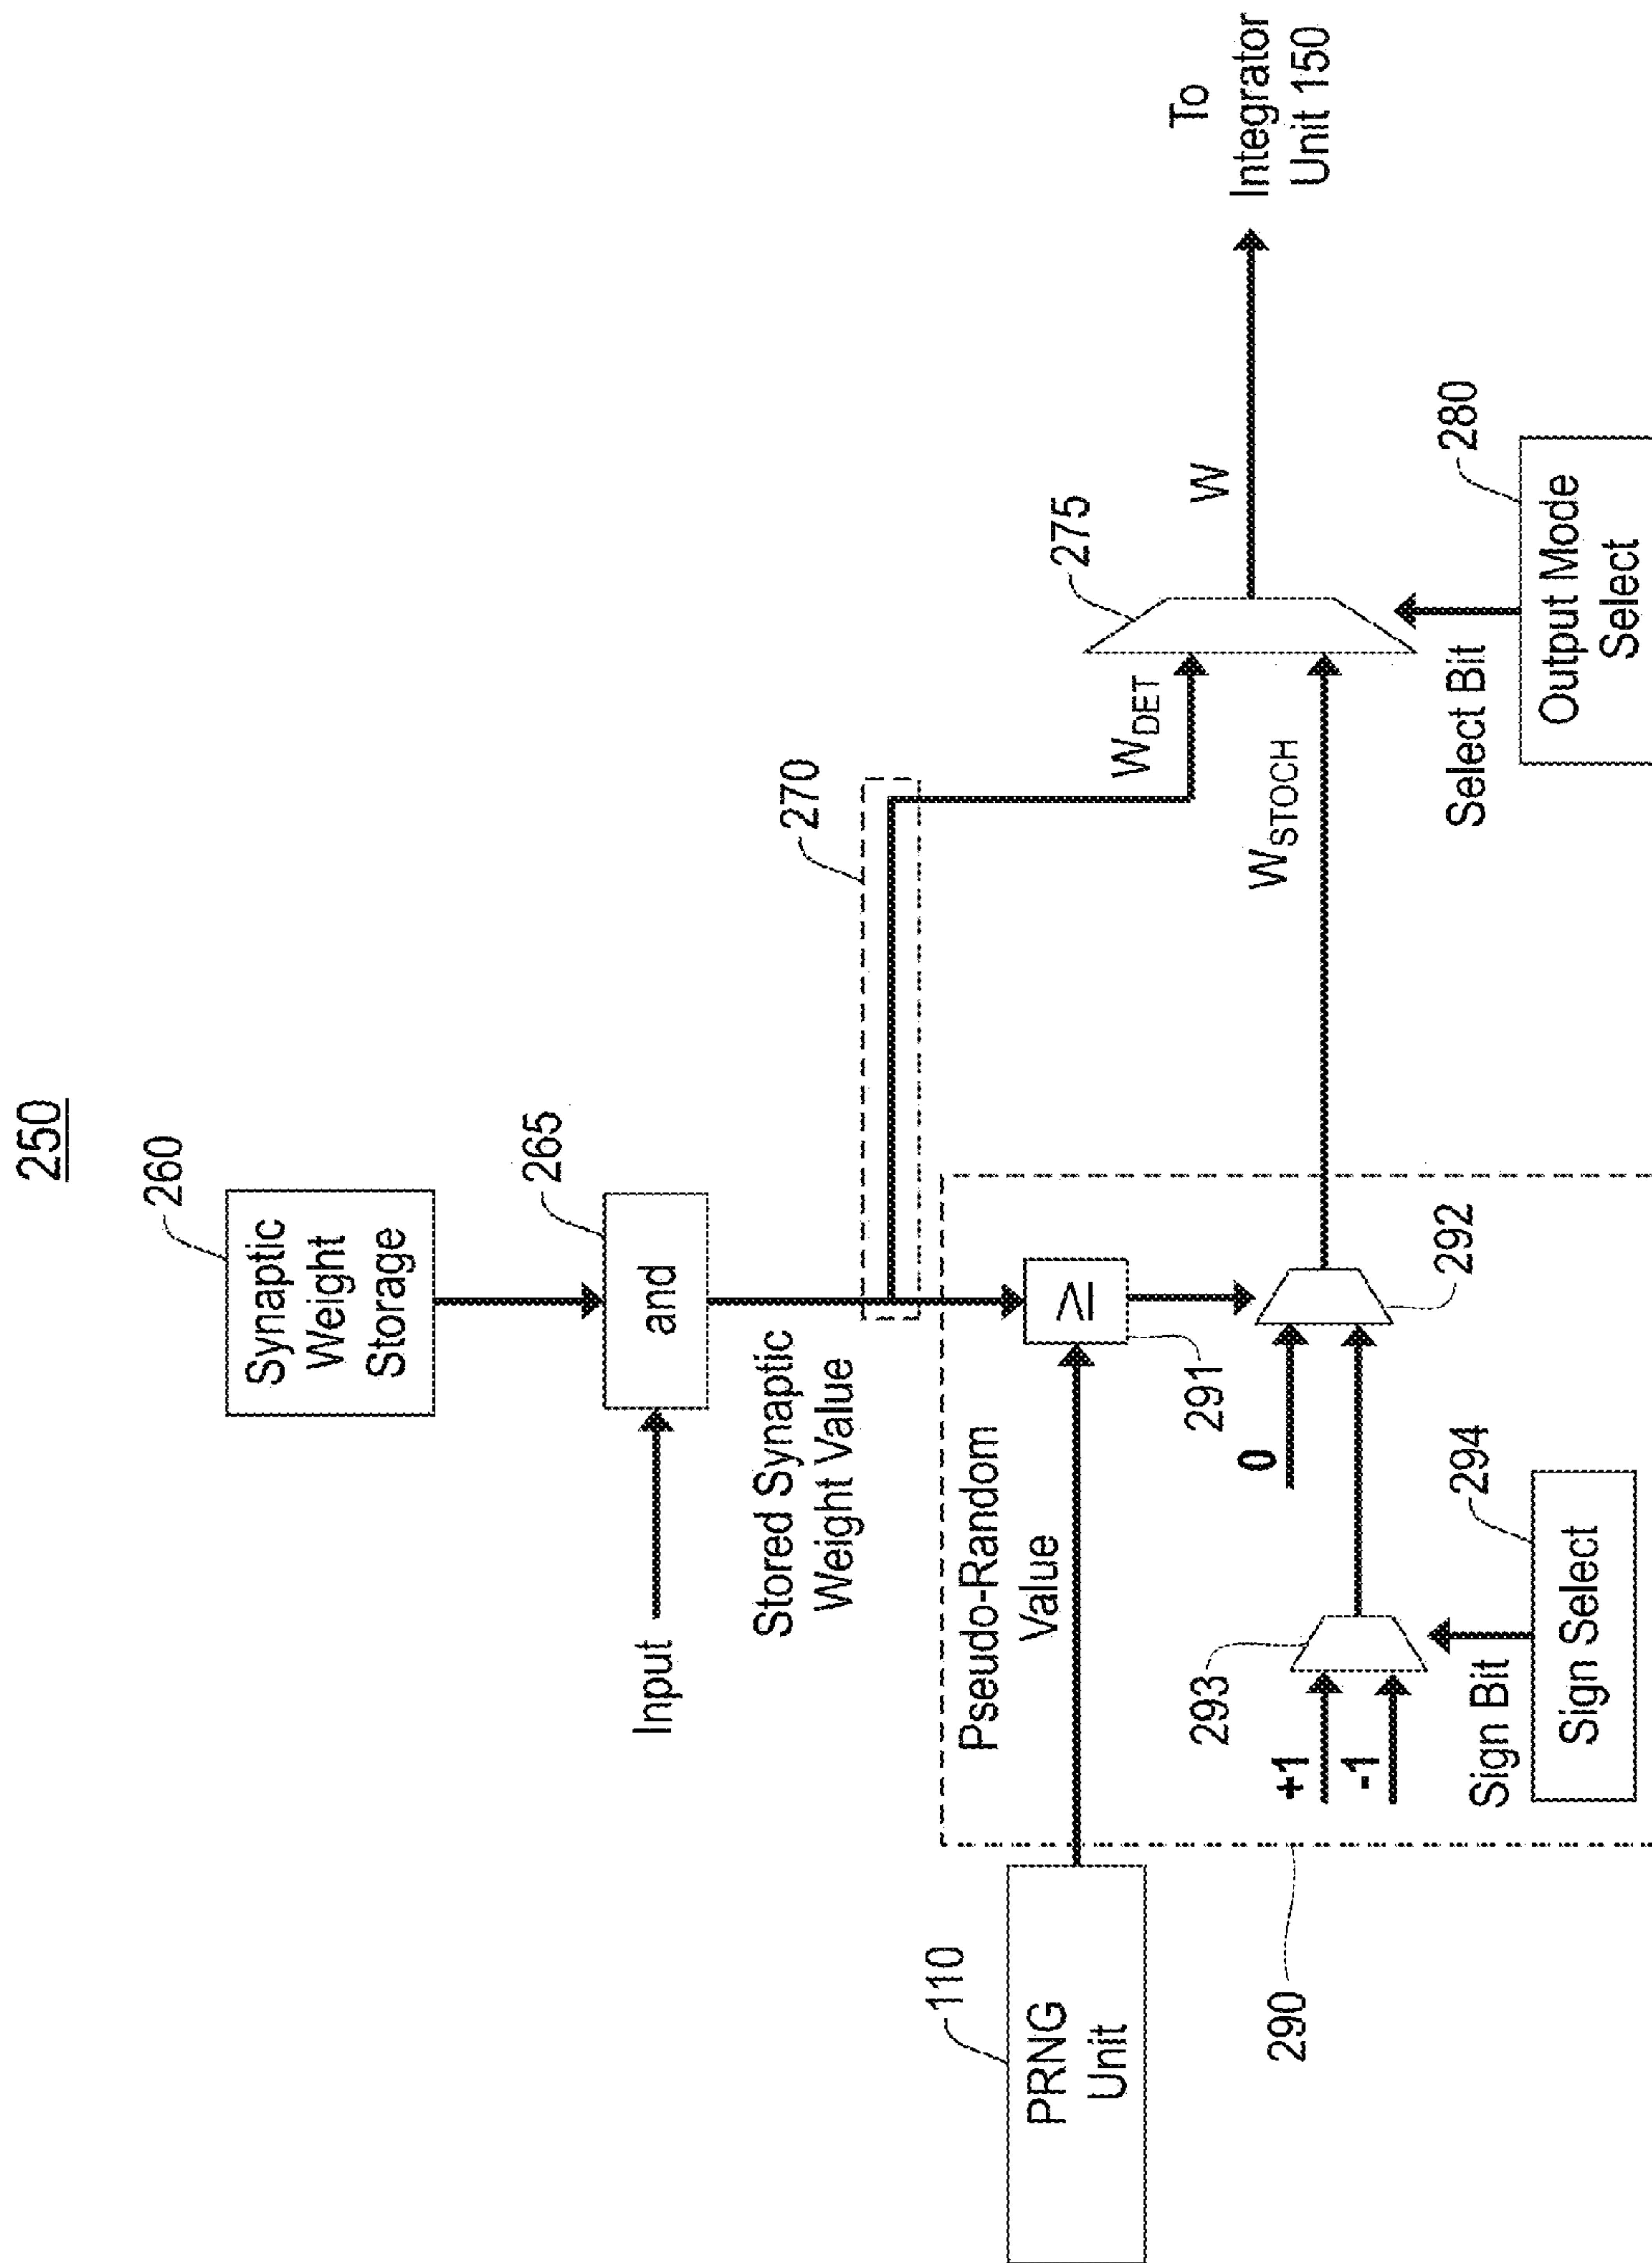 250
260
Synaptic
Weight
Storage
265
and
Input
Stored Synaptic
Weight Value
270
W_DET
275
W
To
Integrator
Unit 150
W_STOCH
Select Bit
280
Output Mode
Select
110
PRNG
Unit
Pseudo-Random
Value
≥
291
0
292
293
+1
-1
Sign Bit
294
Sign Select
290